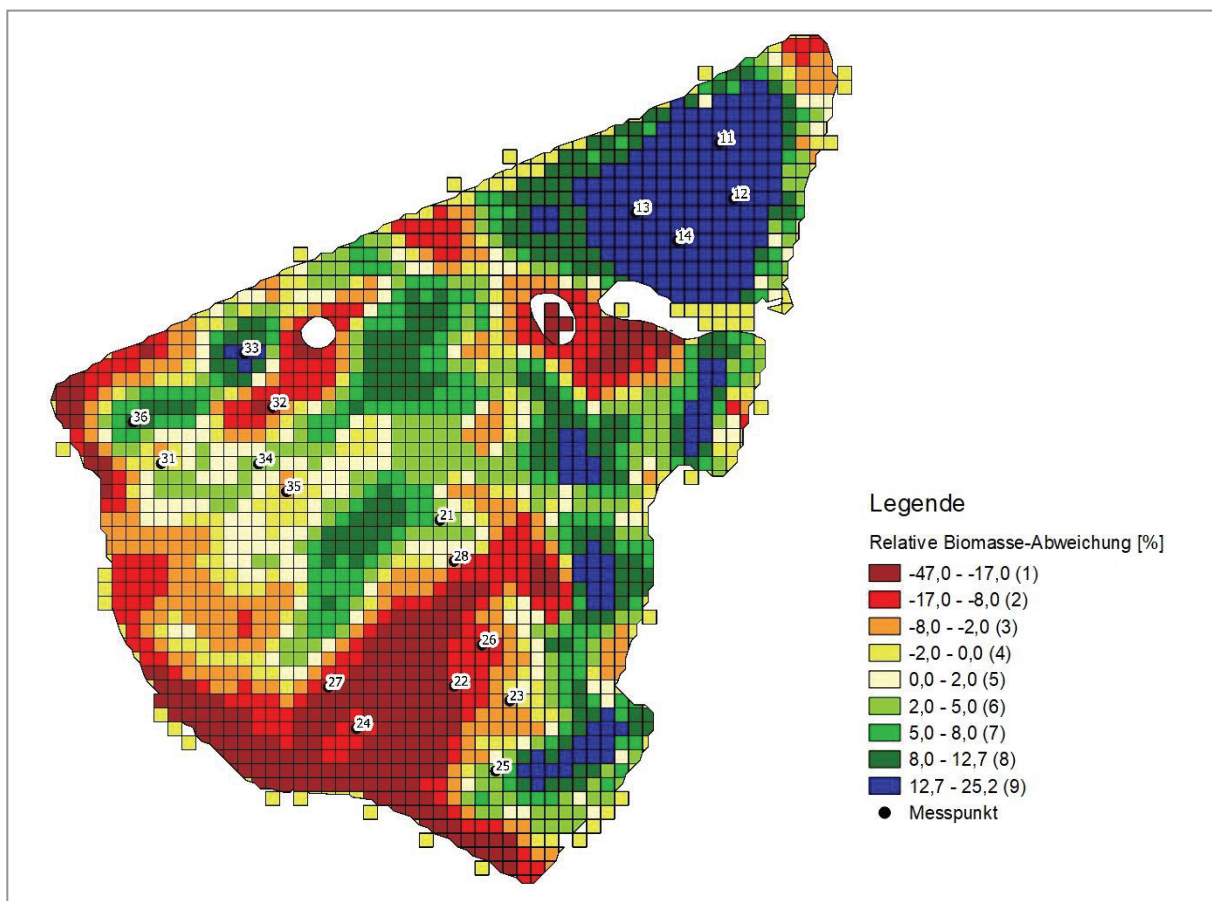 11
12
13
14
33
32
36
31
34
35
21
28
26
27
22
23
24
25
Legende
Relative Biomasse-Abweichung [%]
-47,0 - -17,0 (1)
-17,0 - -8,0 (2)
-8,0 - -2,0 (3)
-2,0 - 0,0 (4)
0,0 - 2,0 (5)
2,0 - 5,0 (6)
5,0 - 8,0 (7)
8,0 - 12,7 (8)
12,7 - 25,2 (9)
Messpunkt